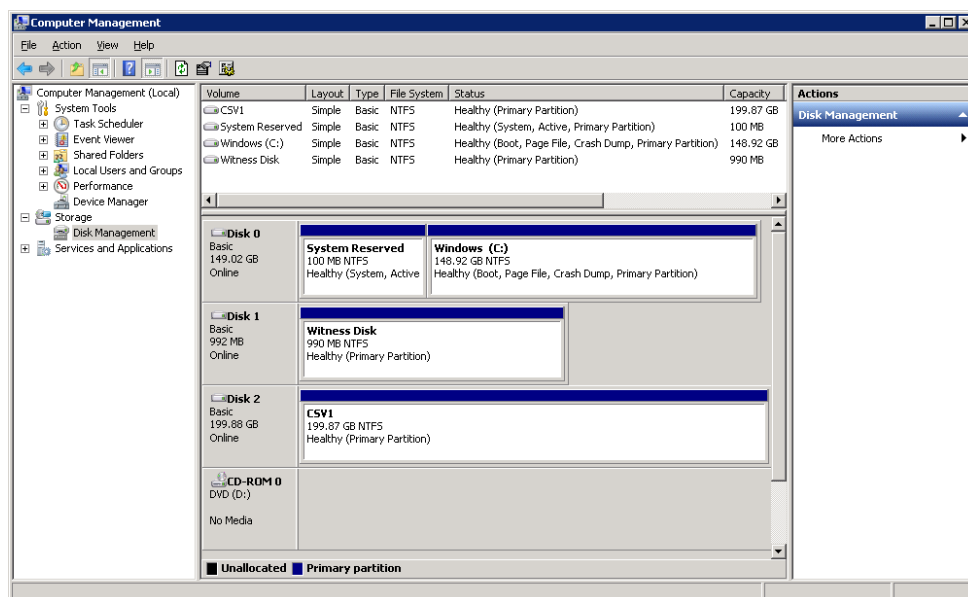 Computer Management
File Action View Help
Computer Management (Local)
System Tools
Task Scheduler
Event Viewer
Shared Folders
Local Users and Groups
Performance
Device Manager
Storage
Disk Management
Services and Applications
Volume Layout Type File System Status Capacity
CSV1 Simple Basic NTFS Healthy (Primary Partition) 199.87 GB
System Reserved Simple Basic NTFS Healthy (System, Active, Primary Partition) 100 MB
Windows (C:) Simple Basic NTFS Healthy (Boot, Page File, Crash Dump, Primary Partition) 148.92 GB
Witness Disk Simple Basic NTFS Healthy (Primary Partition) 990 MB
Disk 0
Basic
149.02 GB
Online
System Reserved
100 MB NTFS
Healthy (System, Active
Windows (C:)
148.92 GB NTFS
Healthy (Boot, Page File, Crash Dump, Primary Partition)
Disk 1
Basic
992 MB
Online
Witness Disk
990 MB NTFS
Healthy (Primary Partition)
Disk 2
Basic
199.88 GB
Online
CSV1
199.87 GB NTFS
Healthy (Primary Partition)
CD-ROM 0
DVD (D:)
No Media
Unallocated Primary partition
Actions
Disk Management
More Actions